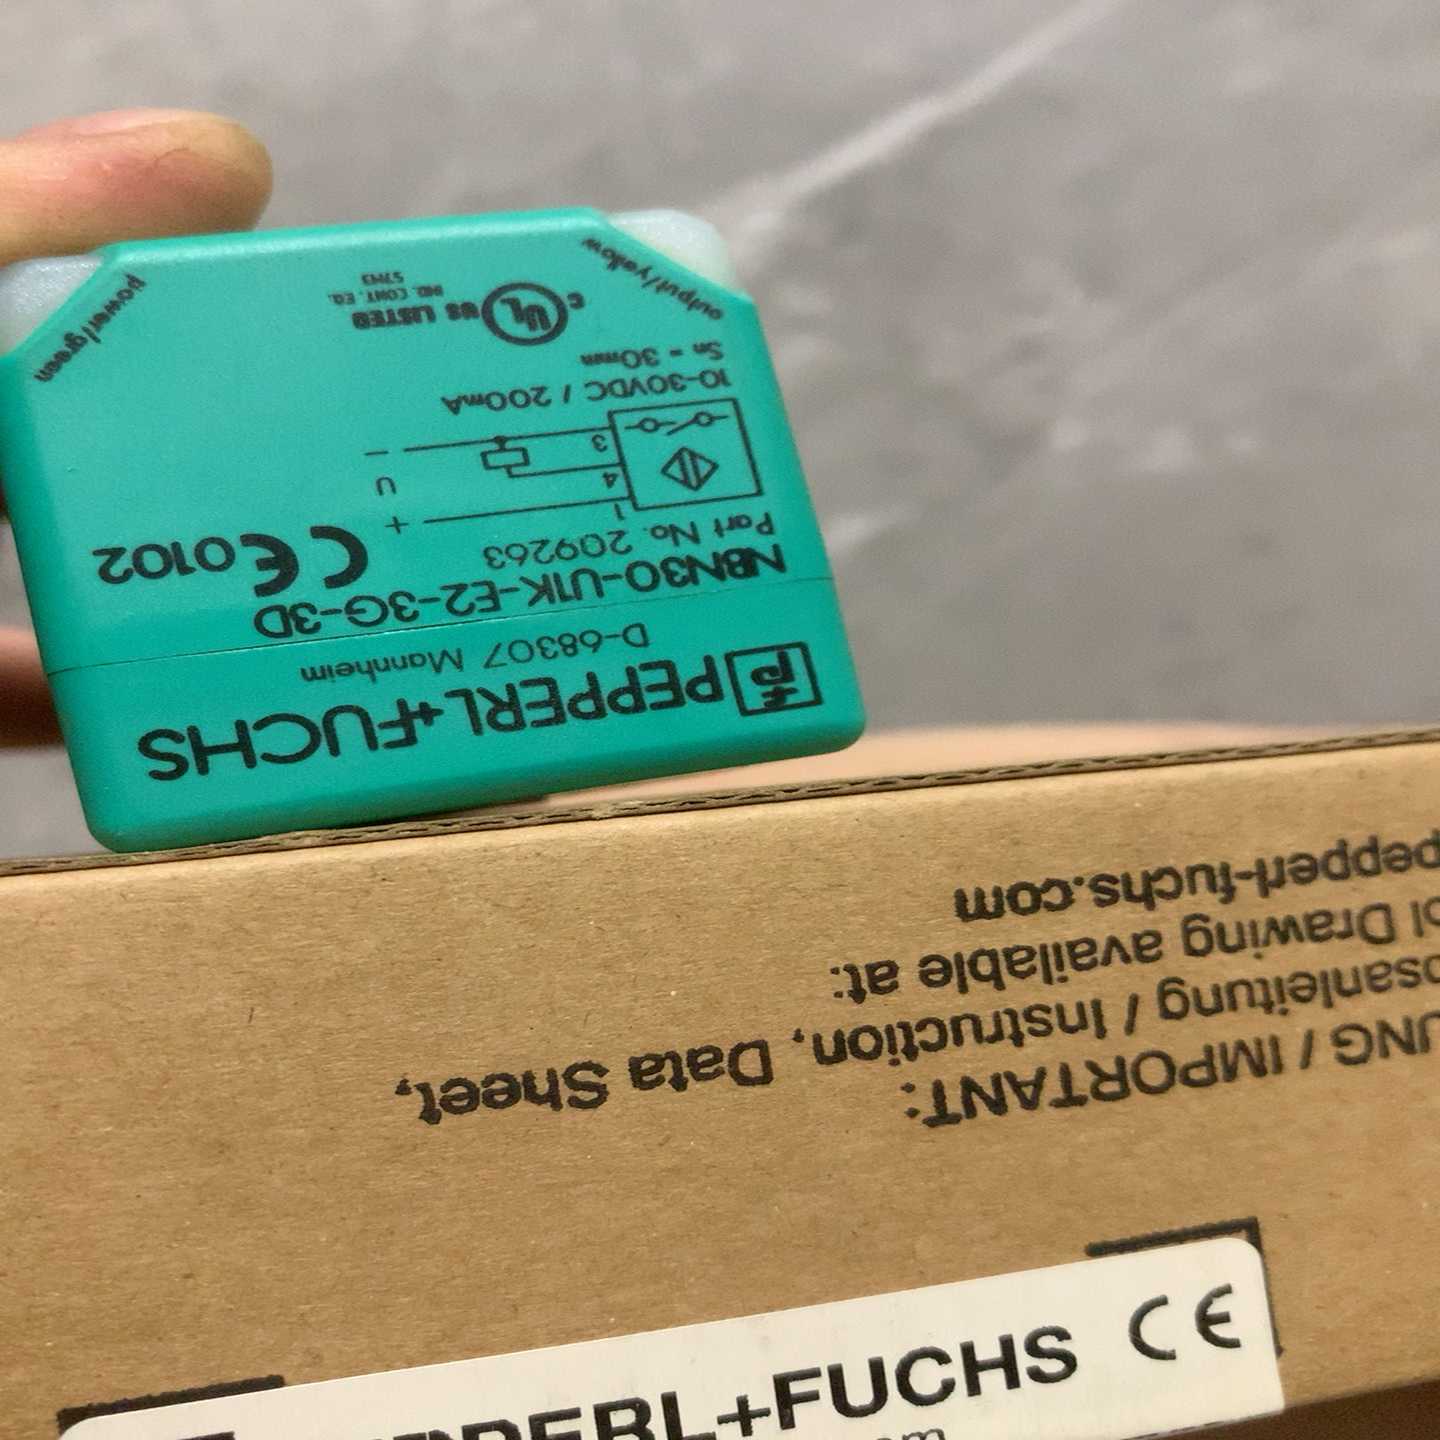 PEPPERL+FUCHS
D-68307 Mannheim
NBN30-U1K-E2-3G-3D
Part No. 209263
CE 0102
1 +
4 U
3 –
10-30VDC / 200mA
Sn = 30mm
C UL US LISTED
IND. CONT. EQ.
57M3
output/yellow
power/green
UNG / IMPORTANT:
bsanleitung / Instruction, Data Sheet,
ol Drawing available at:
pepperl-fuchs.com
PEPPERL+FUCHS CE